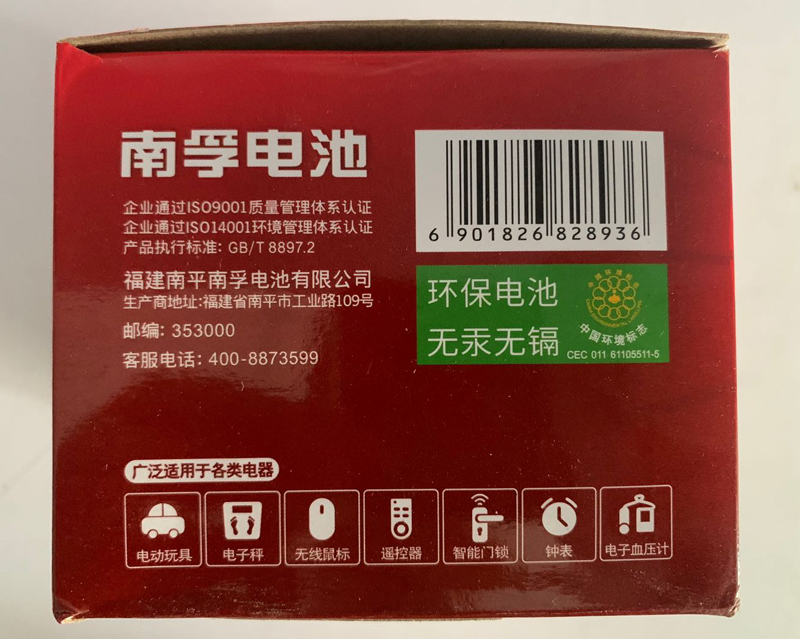 南孚电池
企业通过ISO9001质量管理体系认证
企业通过ISO14001环境管理体系认证
产品执行标准: GB/T 8897.2
福建南平南孚电池有限公司
生产商地址:福建省南平市工业路109号
邮编: 353000
客服电话: 400-8873599
6 901826 828936
环保电池
无汞无镉
中国环境标志
CEC 011 61105511-5
广泛适用于各类电器
电动玩具
电子秤
无线鼠标
遥控器
智能门锁
钟表
电子血压计